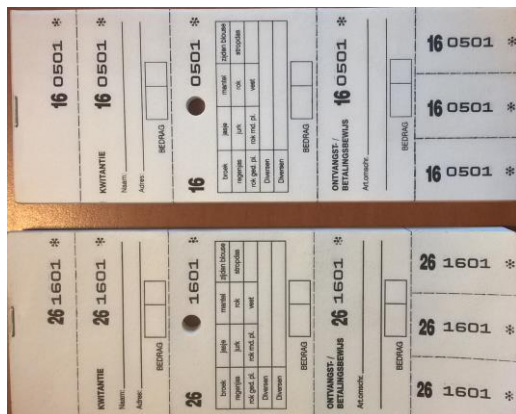 16 0501 *
16 0501 *
KWITANTIE
Naam:
Adres:
BEDRAG
16 0501 *
broek jasje mantel zijden blouse
regenjas jurk rok stropdas
rok ged. pl. rok md. pl. vest
Diversen
Diversen
BEDRAG
16 0501 *
ONTVANGST-/
BETALINGSBEWIJS
Art.omschr.
BEDRAG
16 0501 *
16 0501 *
16 0501 *
26 1601 *
26 1601 *
KWITANTIE
Naam:
Adres:
BEDRAG
26 1601 *
broek jasje mantel zijden blouse
regenjas jurk rok stropdas
rok ged. pl. rok md. pl. vest
Diversen
Diversen
BEDRAG
26 1601 *
ONTVANGST-/
BETALINGSBEWIJS
Art.omschr.
BEDRAG
26 1601 *
26 1601 *
26 1601 *